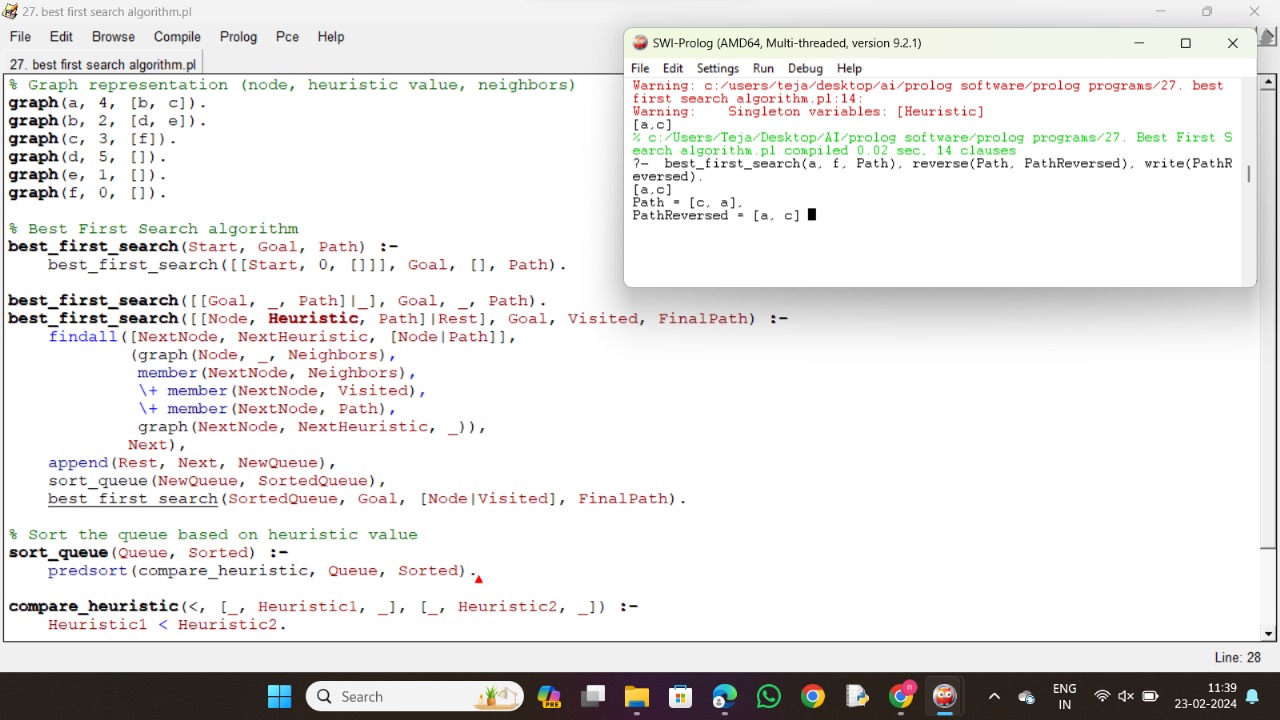 27. best first search algorithm.pl
File Edit Browse Compile Prolog Pce Help
27. best first search algorithm.pl
% Graph representation (node, heuristic value, neighbors)
graph(a, 4, [b, c]).
graph(b, 2, [d, e]).
graph(c, 3, [f]).
graph(d, 5, []).
graph(e, 1, []).
graph(f, 0, []).
% Best First Search algorithm
best_first_search(Start, Goal, Path) :-
best_first_search([[Start, 0, []]], Goal, [], Path).
best_first_search([[Goal, _, Path]|_], Goal, _, Path).
best_first_search([[Node, Heuristic, Path]|Rest], Goal, Visited, FinalPath) :-
findall([NextNode, NextHeuristic, [Node|Path]],
(graph(Node, _, Neighbors),
member(NextNode, Neighbors),
\+ member(NextNode, Visited),
\+ member(NextNode, Path),
graph(NextNode, NextHeuristic, _)),
Next),
append(Rest, Next, NewQueue),
sort_queue(NewQueue, SortedQueue),
best_first_search(SortedQueue, Goal, [Node|Visited], FinalPath).
% Sort the queue based on heuristic value
sort_queue(Queue, Sorted) :-
predsort(compare_heuristic, Queue, Sorted).
compare_heuristic(<, [_, Heuristic1, _], [_, Heuristic2, _]) :-
Heuristic1 < Heuristic2.
Line: 28
SWI-Prolog (AMD64, Multi-threaded, version 9.2.1)
File Edit Settings Run Debug Help
Warning: c:/users/teja/desktop/ai/prolog software/prolog programs/27. best
first search algorithm.pl:14:
Warning:    Singleton variables: [Heuristic]
[a,c]
% c:/Users/Teja/Desktop/AI/prolog software/prolog programs/27. Best First S
earch algorithm.pl compiled 0.02 sec, 14 clauses
?-  best_first_search(a, f, Path), reverse(Path, PathReversed), write(PathR
eversed).
[a,c]
Path = [c, a],
PathReversed = [a, c]
Search
PRE
n
ENG
IN
11:39
23-02-2024